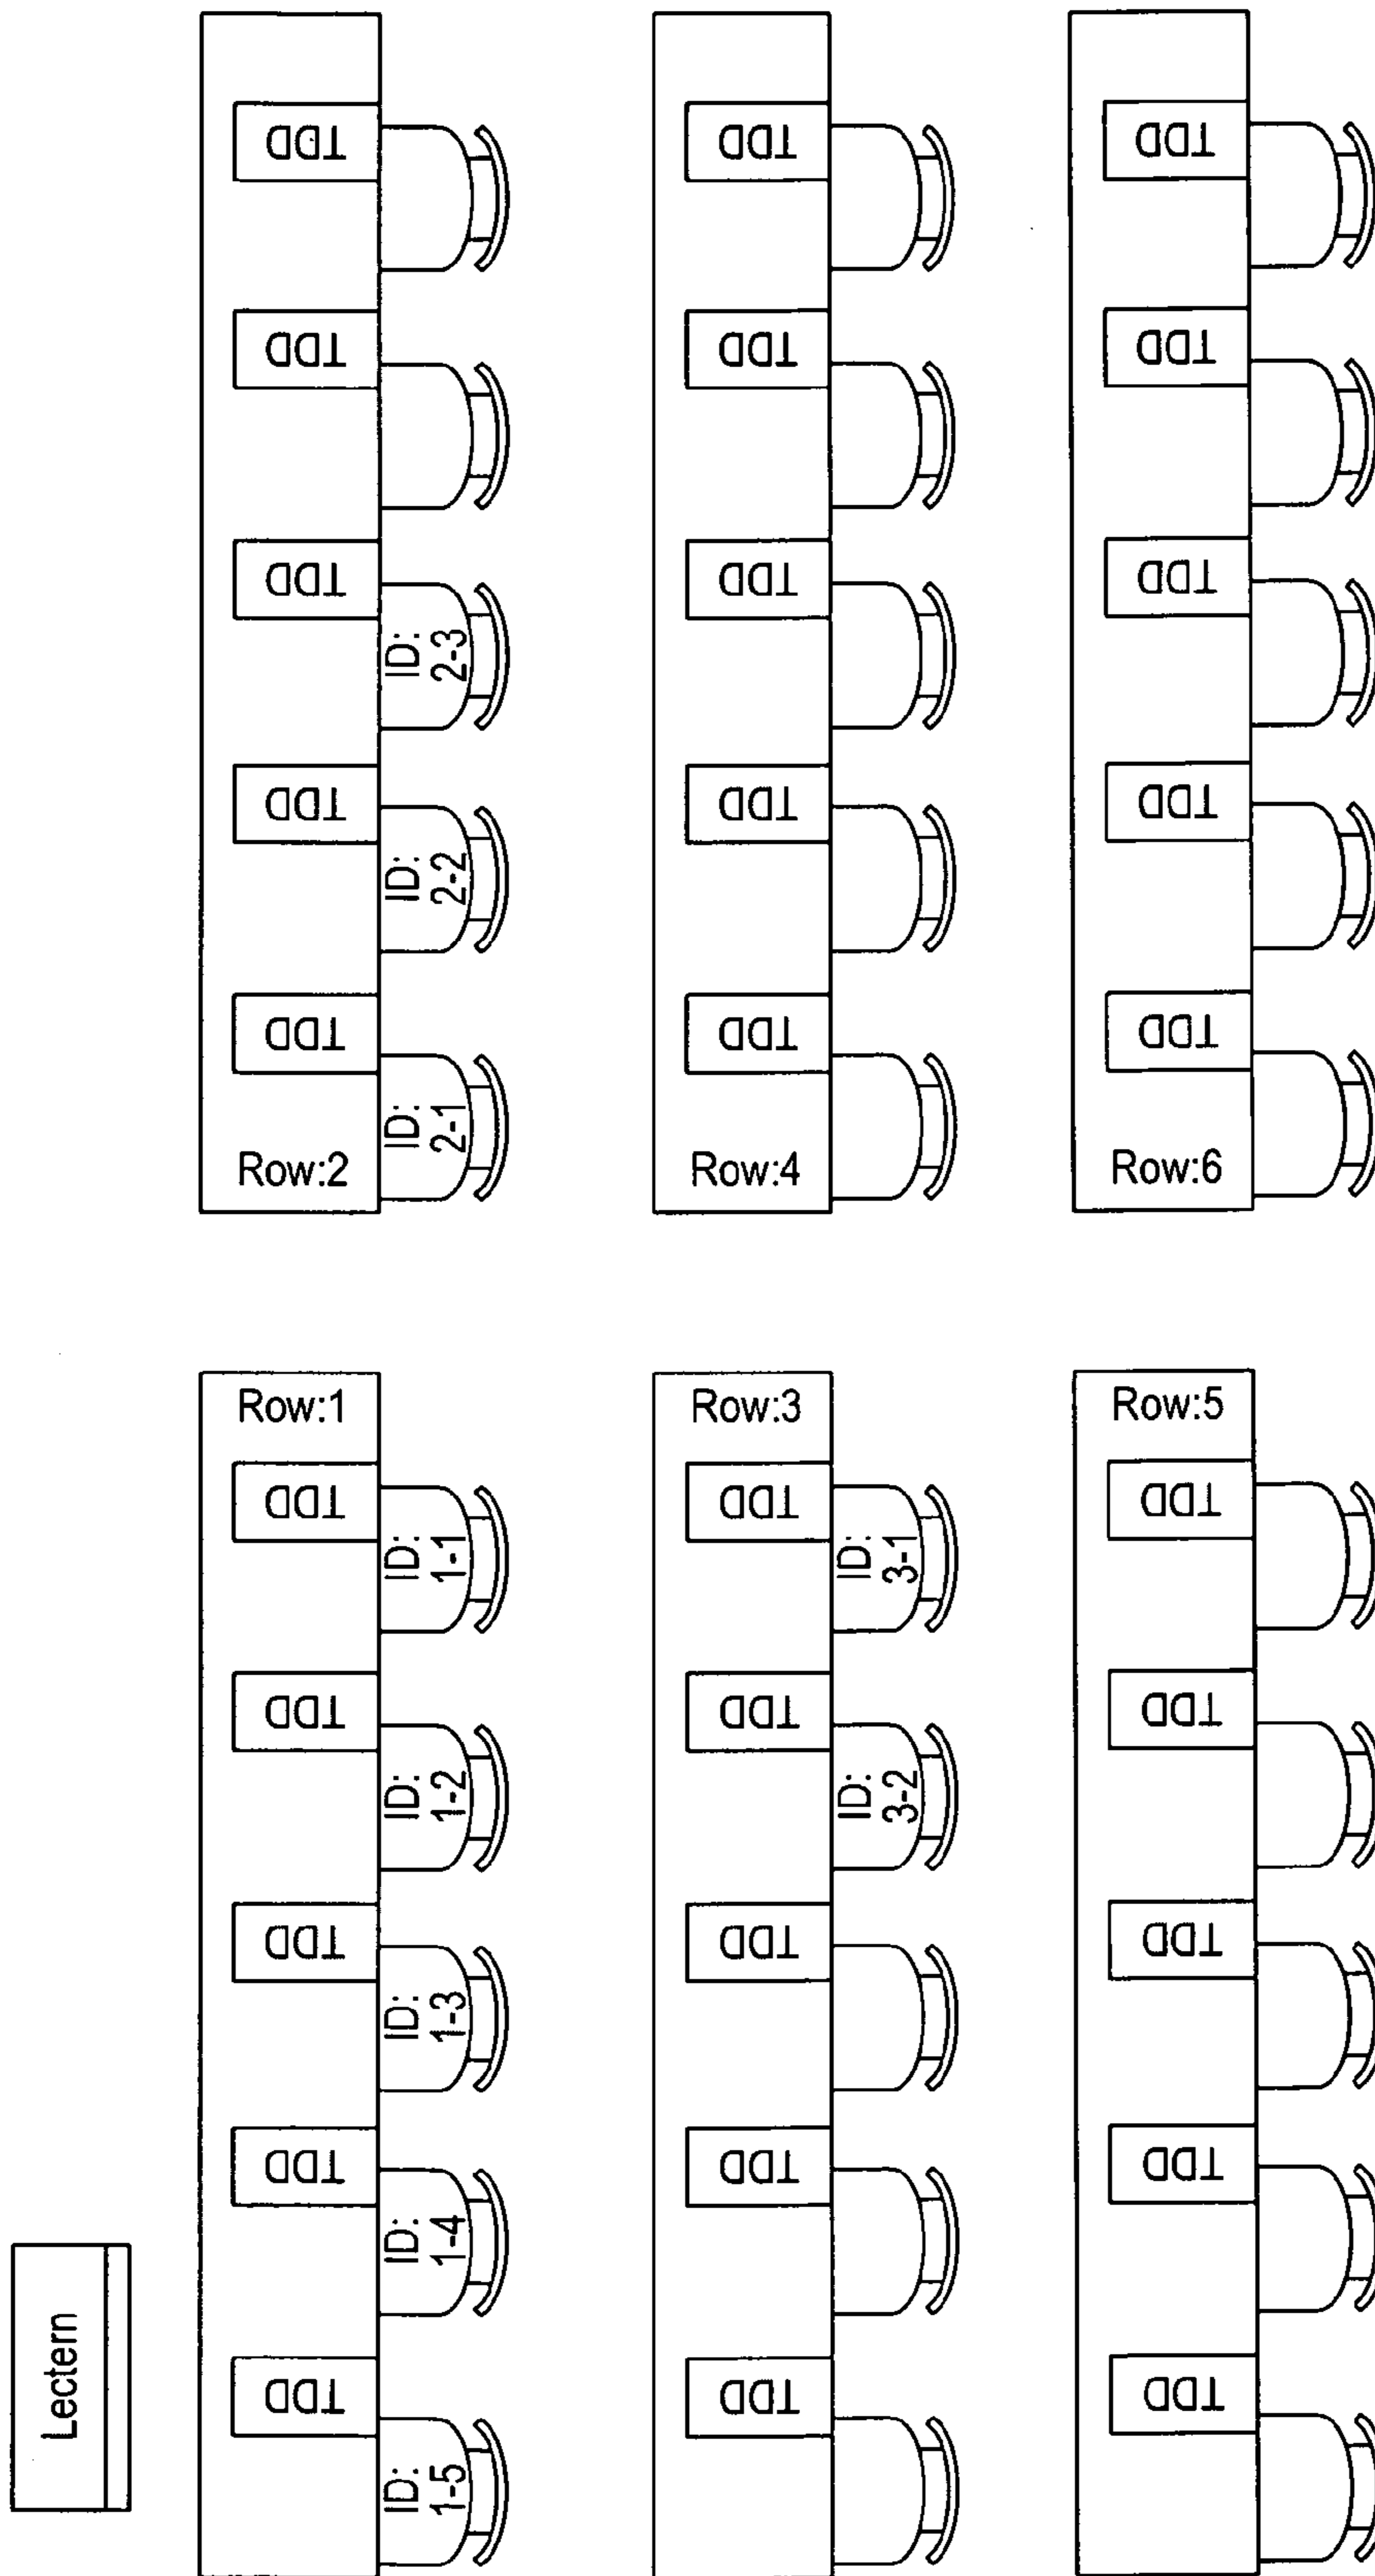 Lectern
Row:1
TDD
ID:
1-1
TDD
ID:
1-2
TDD
ID:
1-3
TDD
ID:
1-4
TDD
ID:
1-5
Row:2
TDD
ID:
2-1
TDD
ID:
2-2
TDD
ID:
2-3
TDD
TDD
Row:3
TDD
ID:
3-1
TDD
ID:
3-2
TDD
TDD
TDD
Row:4
TDD
TDD
TDD
TDD
TDD
Row:5
TDD
TDD
TDD
TDD
TDD
Row:6
TDD
TDD
TDD
TDD
TDD